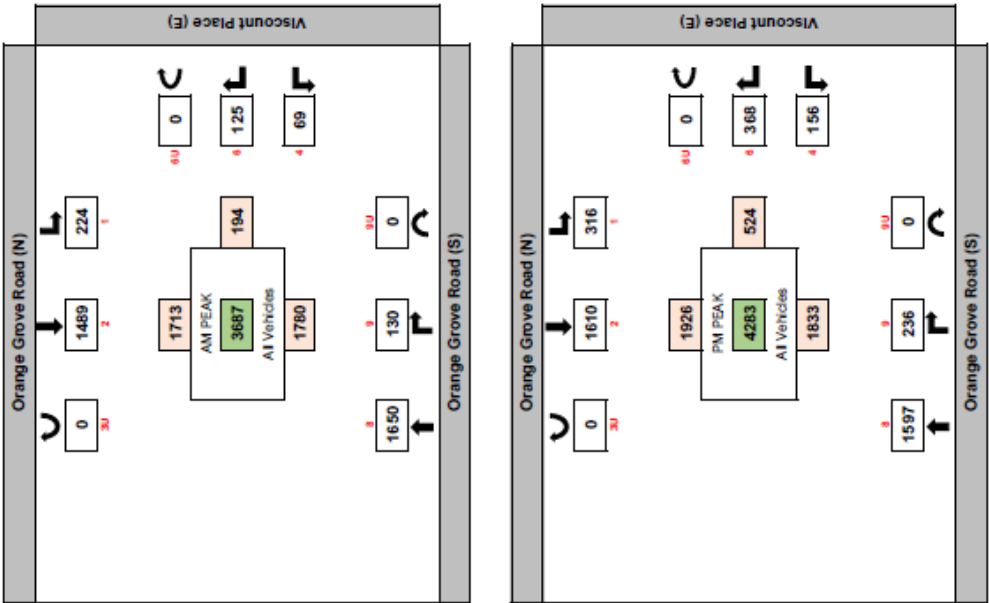 Viscount Place (E)
Orange Grove Road (N)
0
6U
125
6
69
4
224
1
1489
2
0
3U
194
1713
AM PEAK
3687
All Vehicles
1780
9U
0
9
130
8
1650
Orange Grove Road (S)
Viscount Place (E)
Orange Grove Road (N)
0
6U
368
6
156
4
316
1
1610
2
0
3U
524
1926
PM PEAK
4283
All Vehicles
1833
9U
0
9
236
8
1597
Orange Grove Road (S)